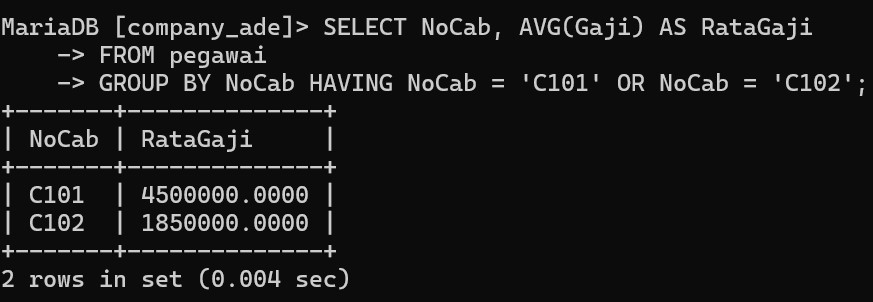 MariaDB [company_ade]> SELECT NoCab, AVG(Gaji) AS RataGaji
    -> FROM pegawai
    -> GROUP BY NoCab HAVING NoCab = 'C101' OR NoCab = 'C102';
+-------+--------------+
| NoCab | RataGaji     |
+-------+--------------+
| C101  | 4500000.0000 |
| C102  | 1850000.0000 |
+-------+--------------+
2 rows in set (0.004 sec)